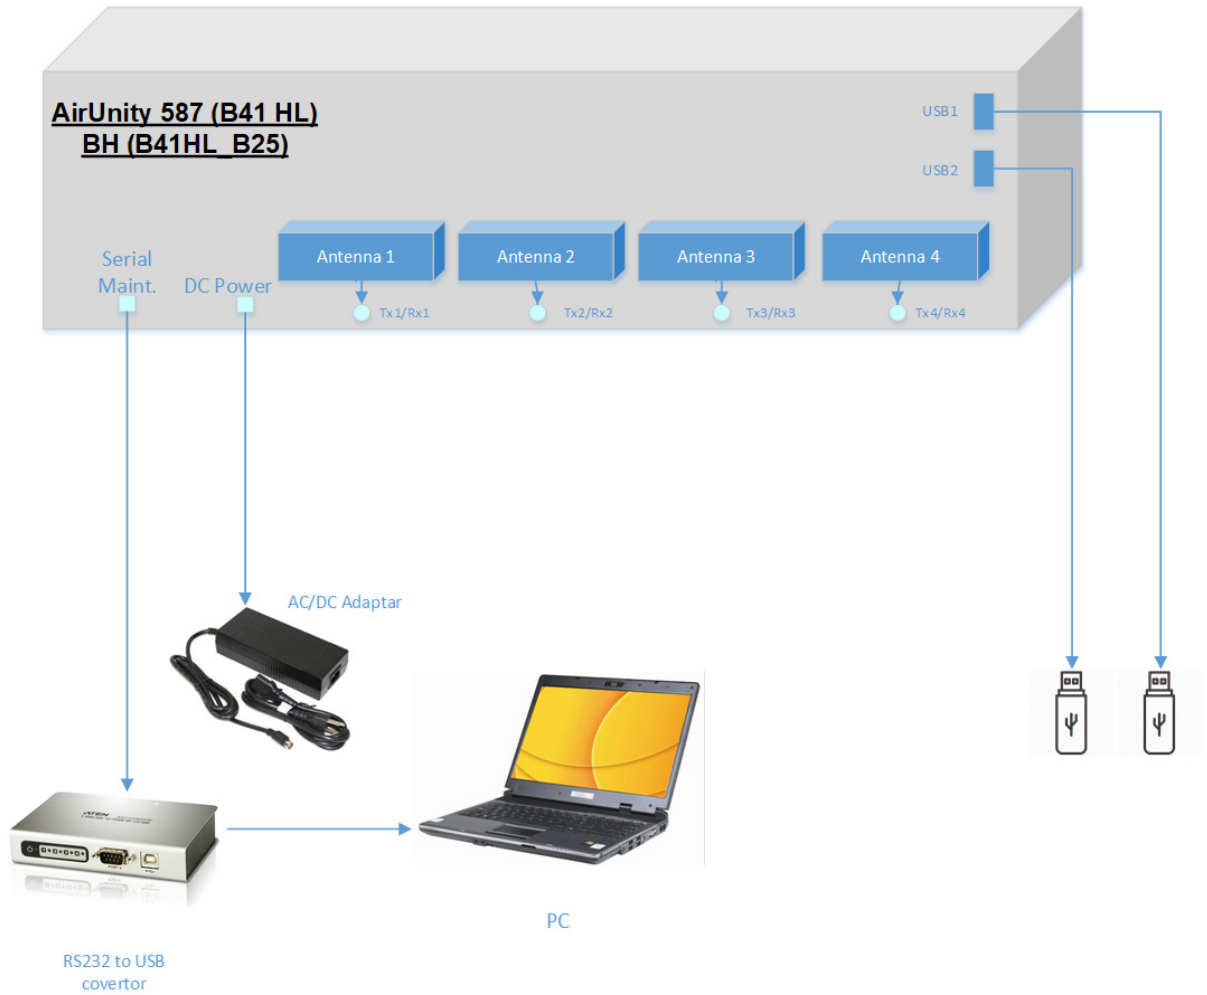 AirUnity 587 (B41 HL)
BH (B41HL_B25)
USB1
USB2
Antenna 1
Antenna 2
Antenna 3
Antenna 4
Serial
Maint.
DC Power
Tx1/Rx1
Tx2/Rx2
Tx3/Rx3
Tx4/Rx4
AC/DC Adaptar
ATEN
PC
RS232 to USB
covertor